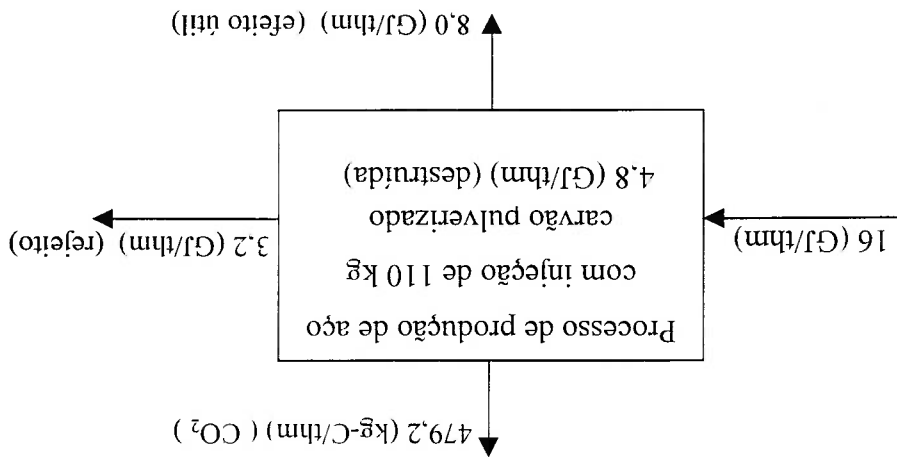 479,2 (kg-C/thm) ( CO₂ )
Processo de produção de aço
com injeção de 110 kg
carvão pulverizado
4,8 (GJ/thm) (destruída)
16 (GJ/thm)
3,2 (GJ/thm) (rejeito)
8,0 (GJ/thm) (efeito útil)